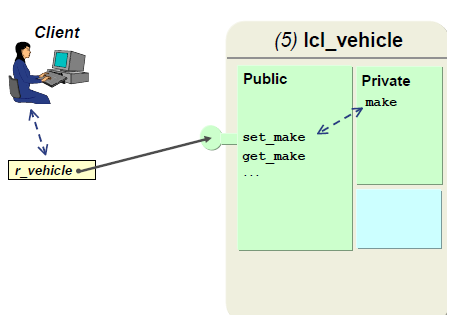 Client
(5) lcl_vehicle
Public
Private
make
set_make
get_make
...
r_vehicle